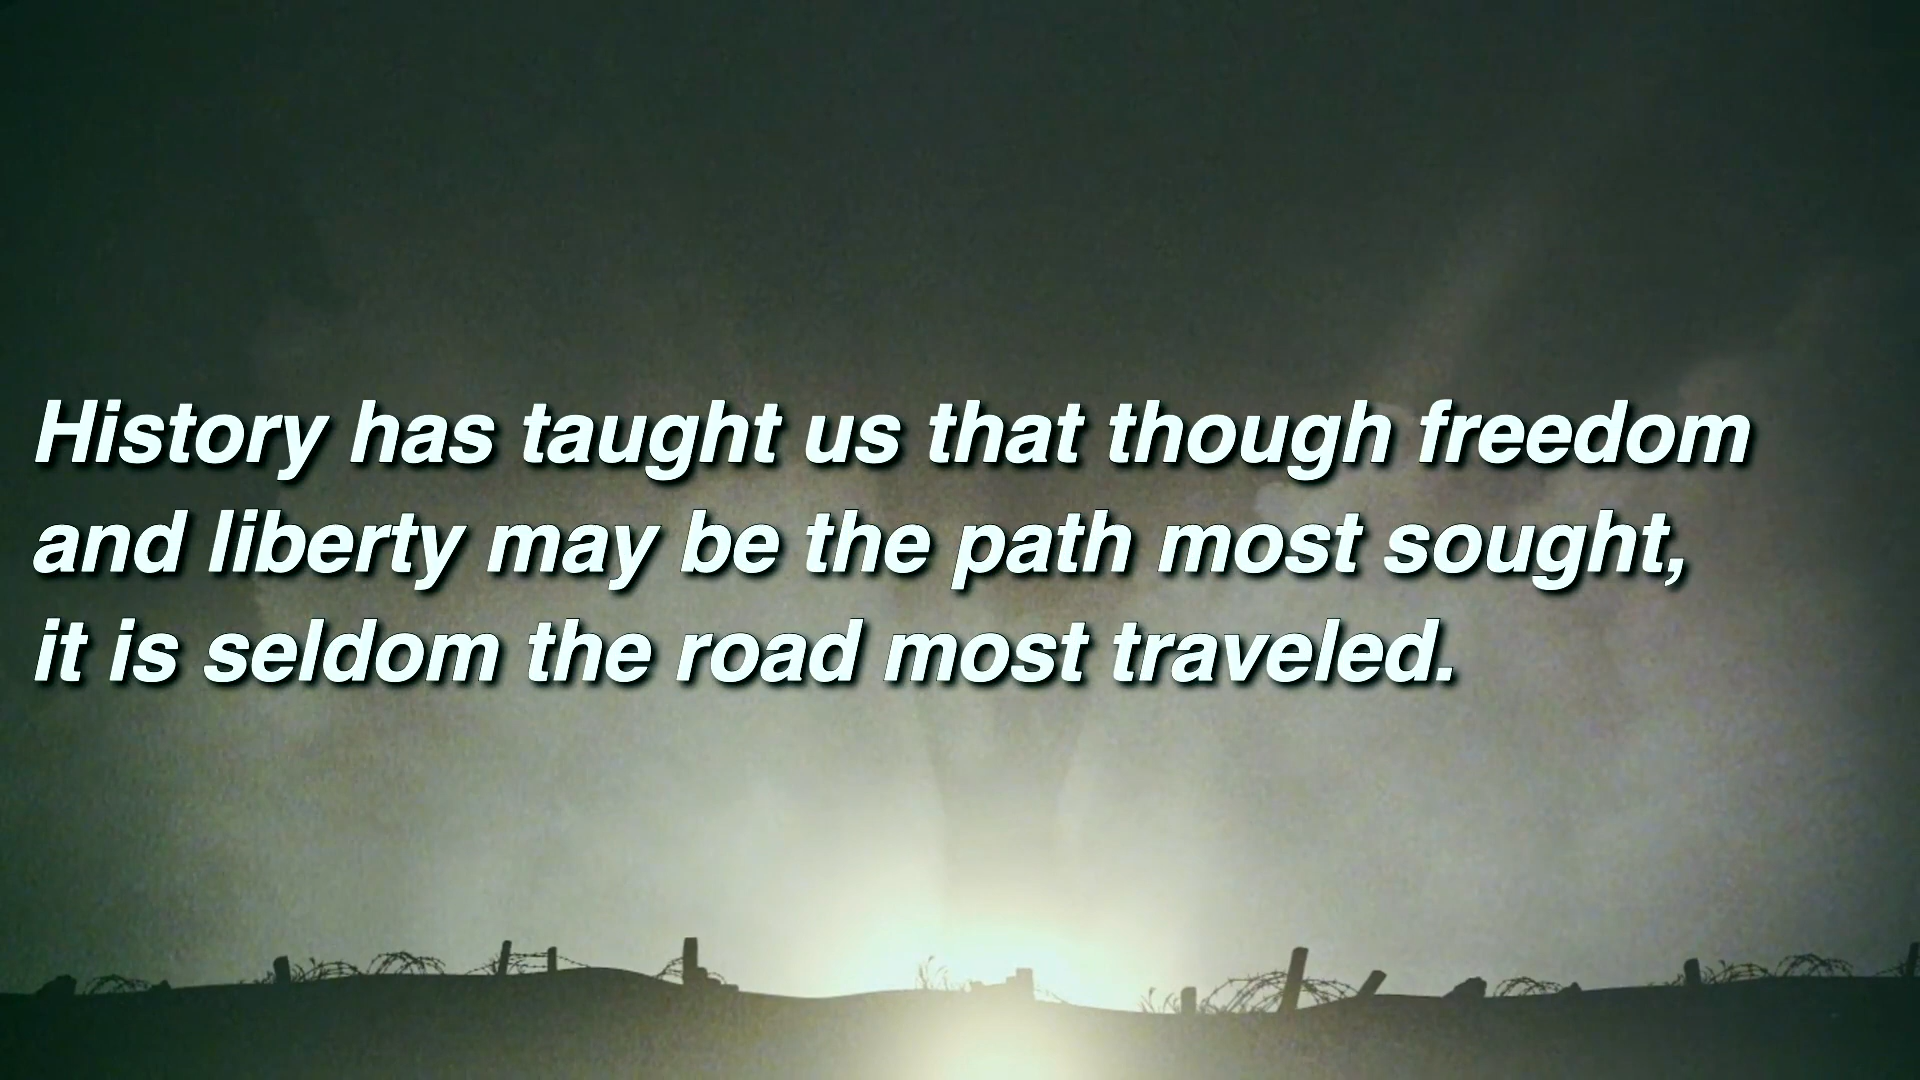 History has taught us that though freedom
and liberty may be the path most sought,
it is seldom the road most traveled.